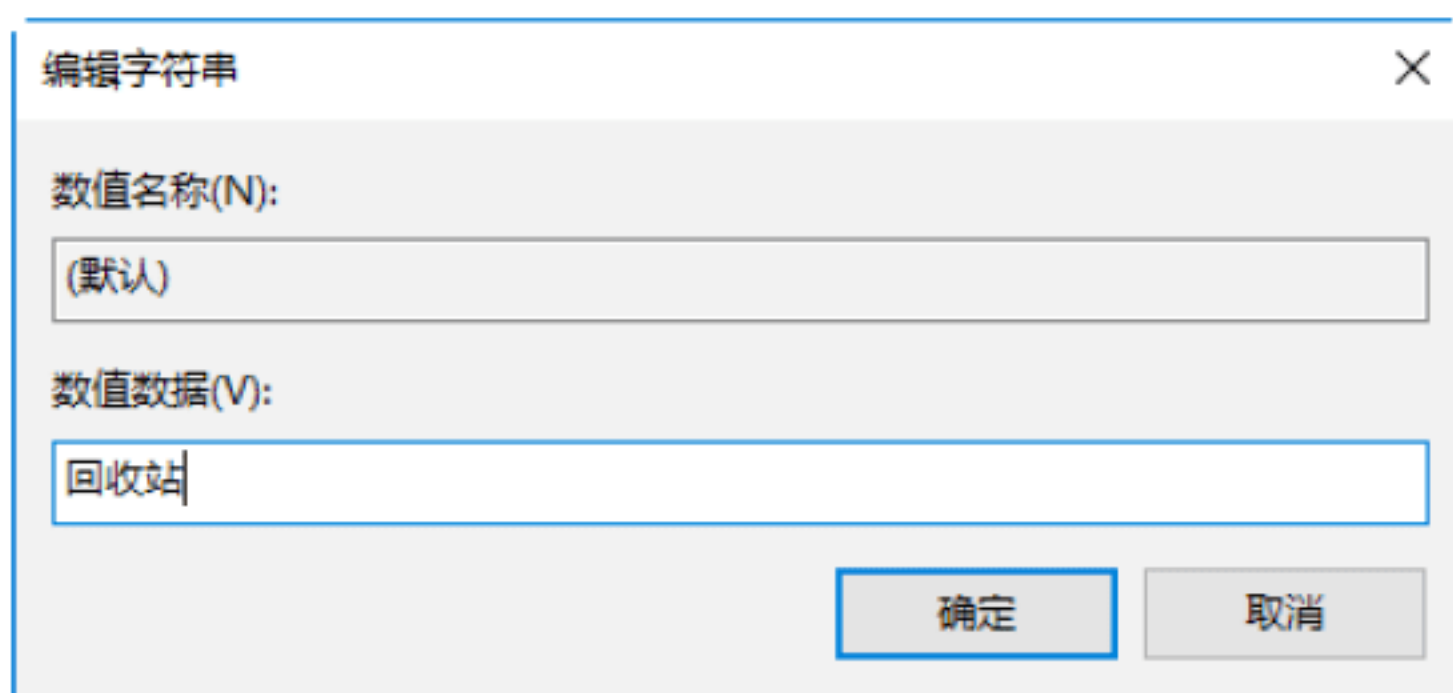 编辑字符串
数值名称(N):
(默认)
数值数据(V):
回收站
确定 取消